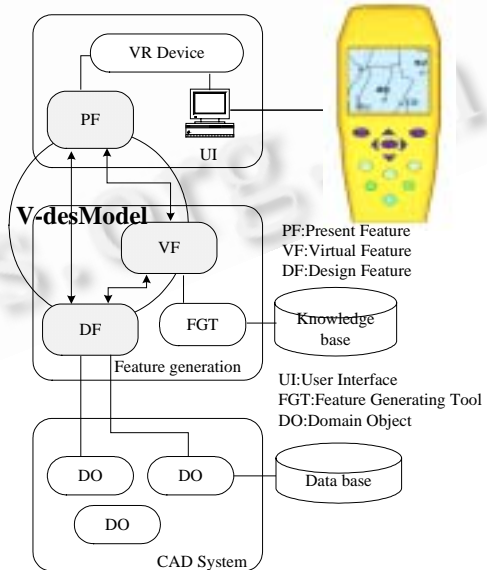 VR Device
PF
UI
V-desModel
VF
PF:Present Feature
VF:Virtual Feature
DF:Design Feature
DF
FGT
Knowledge
base
Feature generation
UI:User Interface
FGT:Feature Generating Tool
DO:Domain Object
DO
DO
Data base
DO
CAD System